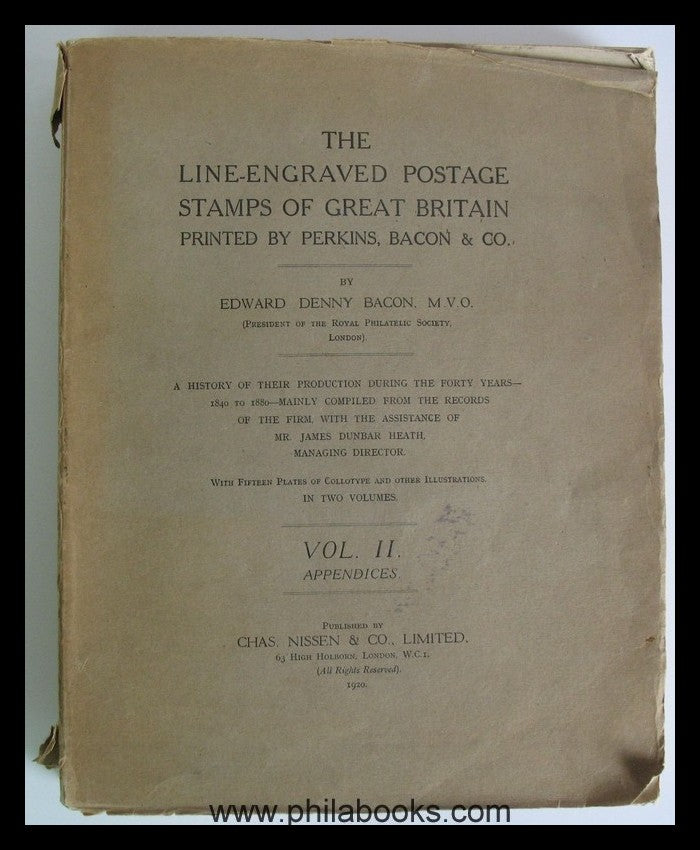 THE
LINE-ENGRAVED POSTAGE
STAMPS OF GREAT BRITAIN
PRINTED BY PERKINS, BACON & CO.,
BY
EDWARD DENNY BACON, M.V.O.
(PRESIDENT OF THE ROYAL PHILATELIC SOCIETY,
LONDON).
A HISTORY OF THEIR PRODUCTION DURING THE FORTY YEARS—
1840 TO 1880—MAINLY COMPILED FROM THE RECORDS
OF THE FIRM, WITH THE ASSISTANCE OF
MR. JAMES DUNBAR HEATH,
MANAGING DIRECTOR.
WITH FIFTEEN PLATES OF COLLOTYPE AND OTHER ILLUSTRATIONS.
IN TWO VOLUMES.
VOL. II.
APPENDICES.
PUBLISHED BY
CHAS. NISSEN & CO., LIMITED.
63 HIGH HOLBORN, LONDON, W.C.1.
(All Rights Reserved).
1920.
www.philabooks.com